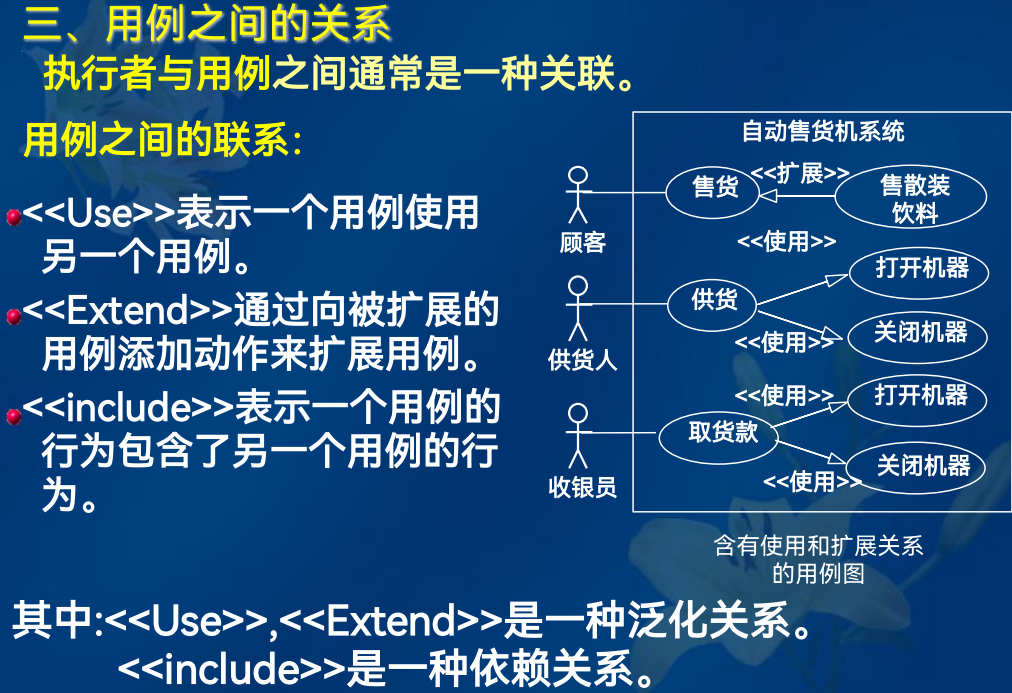 三、用例之间的关系
执行者与用例之间通常是一种关联。
用例之间的联系：
<<Use>>表示一个用例使用
另一个用例。
<<Extend>>通过向被扩展的
用例添加动作来扩展用例。
<<include>>表示一个用例的
行为包含了另一个用例的行
为。
自动售货机系统
顾客
售货
<<扩展>>
售散装
饮料
<<使用>>
供货人
供货
打开机器
<<使用>>
关闭机器
收银员
取货款
<<使用>>
打开机器
<<使用>>
关闭机器
含有使用和扩展关系
的用例图
其中:<<Use>>,<<Extend>>是一种泛化关系。
<<include>>是一种依赖关系。